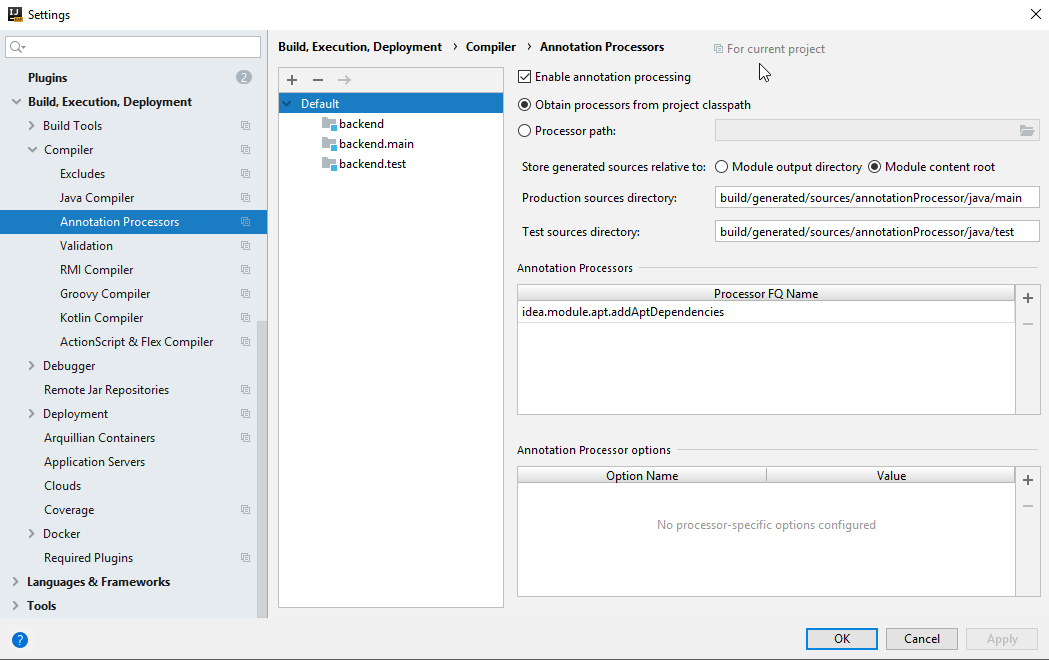 Settings
Build, Execution, Deployment › Compiler › Annotation Processors
For current project
Plugins 2
Build, Execution, Deployment
Build Tools
Compiler
Excludes
Java Compiler
Annotation Processors
Validation
RMI Compiler
Groovy Compiler
Kotlin Compiler
ActionScript & Flex Compiler
Debugger
Remote Jar Repositories
Deployment
Arquillian Containers
Application Servers
Clouds
Coverage
Docker
Required Plugins
Languages & Frameworks
Tools
Default
backend
backend.main
backend.test
Enable annotation processing
Obtain processors from project classpath
Processor path:
Store generated sources relative to: Module output directory Module content root
Production sources directory: build/generated/sources/annotationProcessor/java/main
Test sources directory: build/generated/sources/annotationProcessor/java/test
Annotation Processors
Processor FQ Name
idea.module.apt.addAptDependencies
Annotation Processor options
Option Name Value
No processor-specific options configured
? OK Cancel Apply